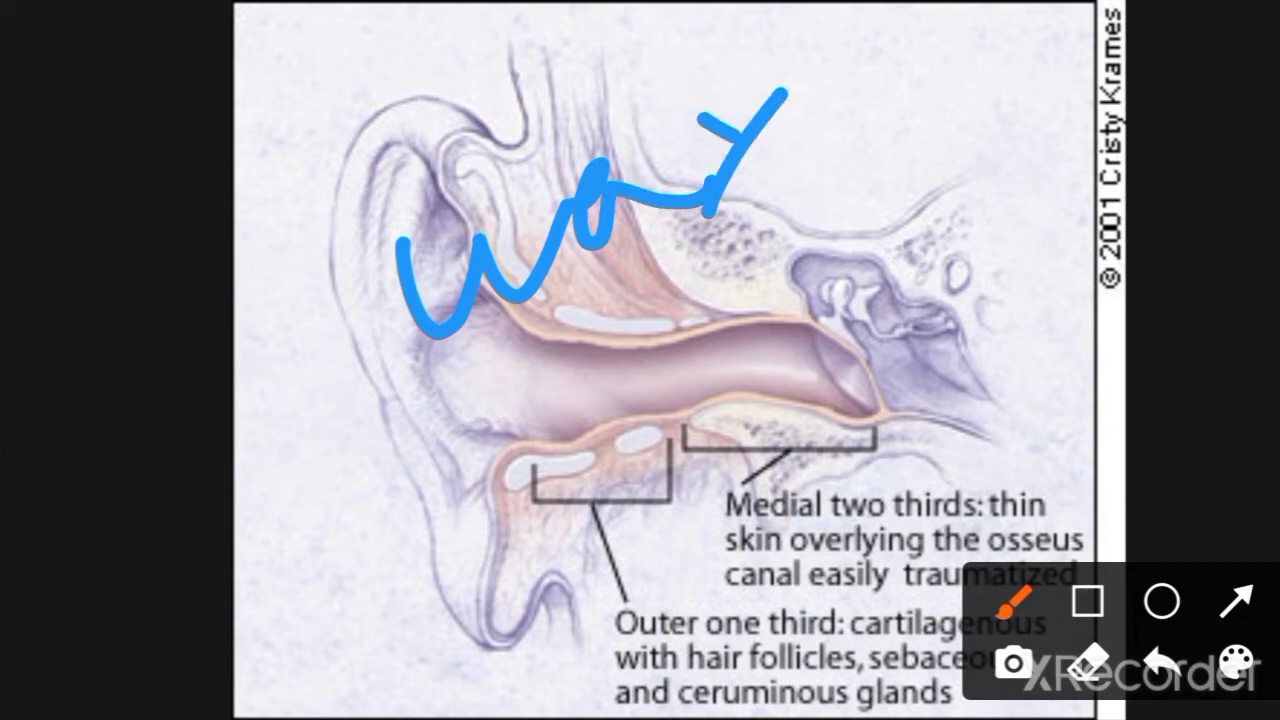 © 2001 Cristy Krames
wax
Medial two thirds: thin
skin overlying the osseus
canal easily traumatized
Outer one third: cartilagenous
with hair follicles, sebaceo
and ceruminous glands
XRecorder